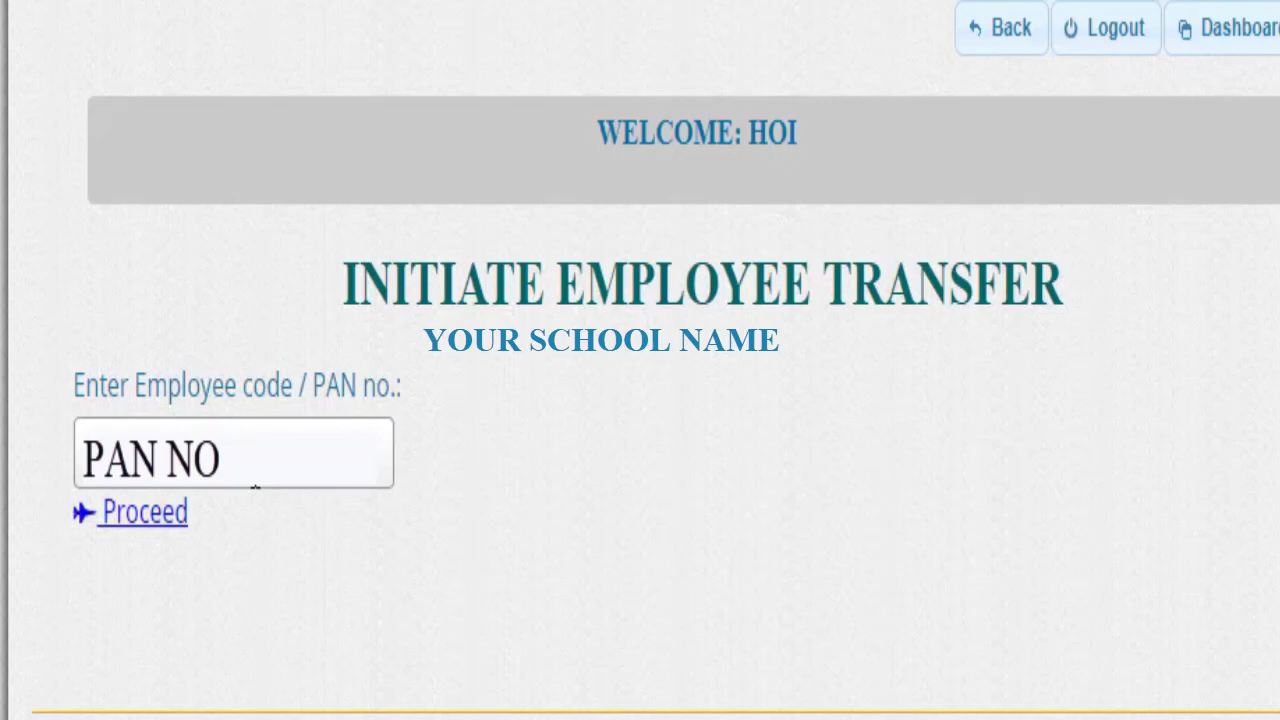 Back Logout Dashboar
WELCOME: HOI
INITIATE EMPLOYEE TRANSFER
YOUR SCHOOL NAME
Enter Employee code / PAN no.:
PAN NO
Proceed